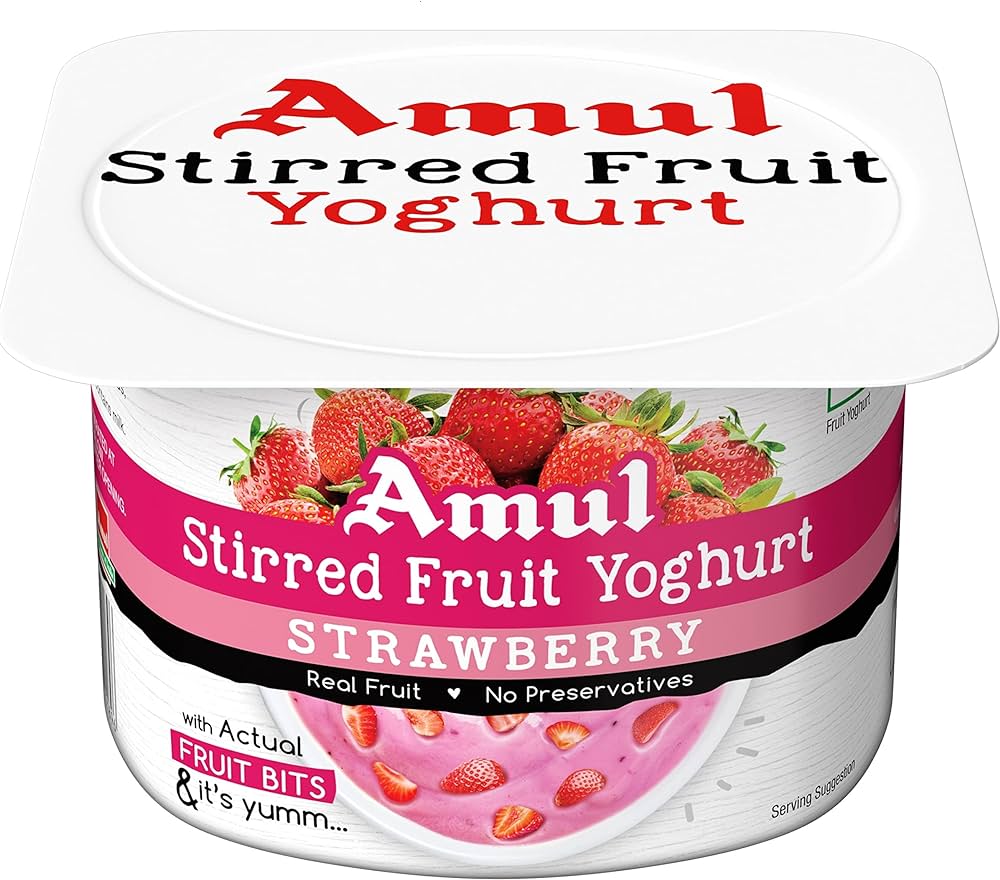 Amul
Stirred Fruit
Yoghurt
milk.
Fruit Yoghurt
Amul
Stirred Fruit Yoghurt
STRAWBERRY
Real Fruit ♥ No Preservatives
with Actual
FRUIT BITS
& it's yumm...
Serving Suggestion